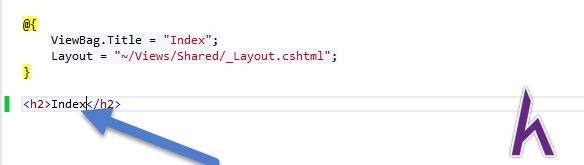 @{
ViewBag.Title = "Index";
Layout = "~/Views/Shared/_Layout.cshtml";
}
<h2>Index</h2>